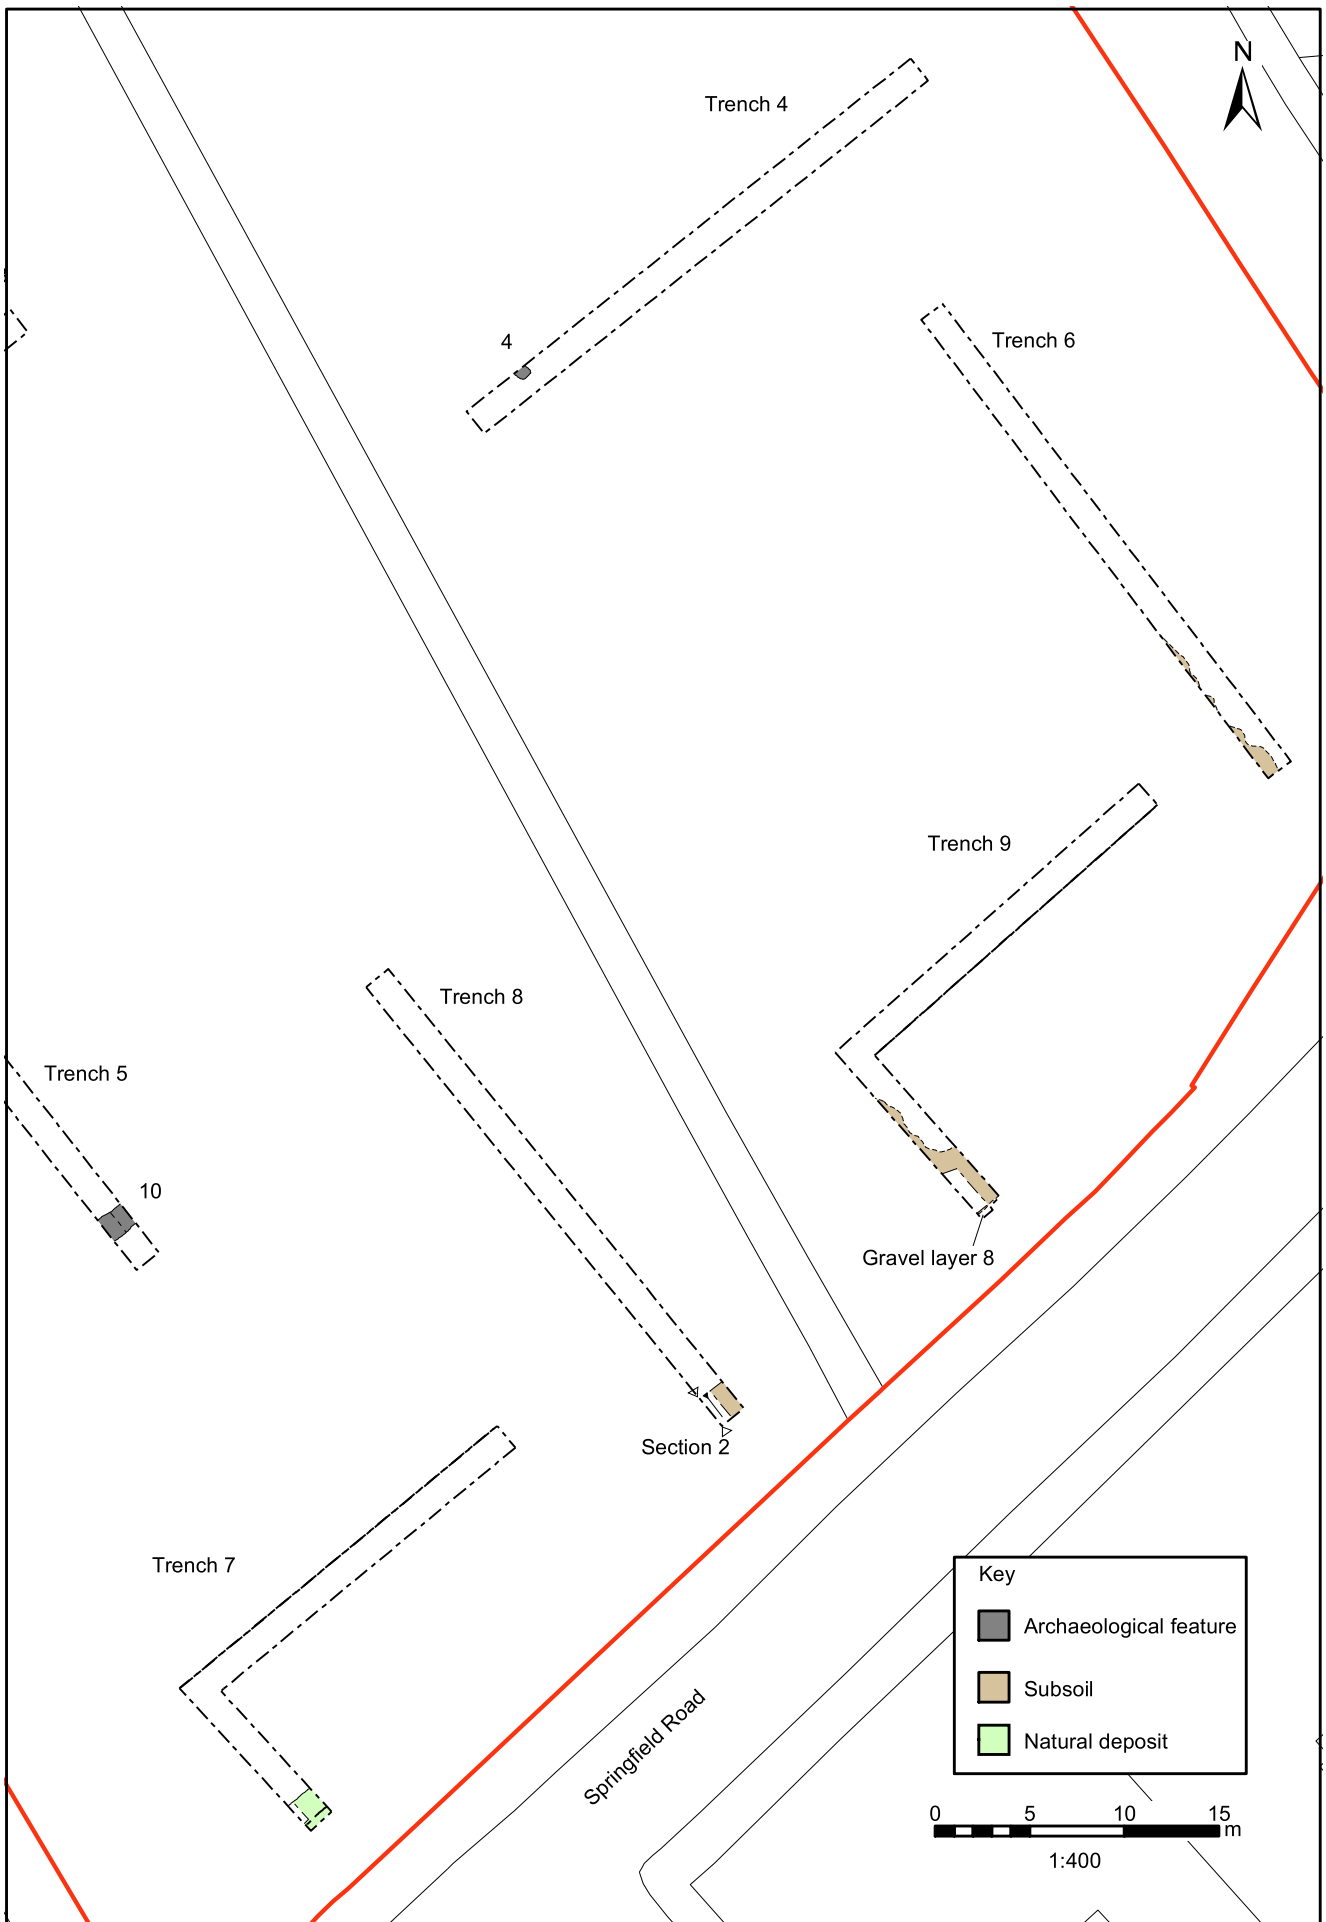 N
Trench 4
4
Trench 6
Trench 9
Trench 8
Trench 5
10
Gravel layer 8
Section 2
Trench 7
Springfield Road
Key
Archaeological feature
Subsoil
Natural deposit
0 5 10 15
m
1:400